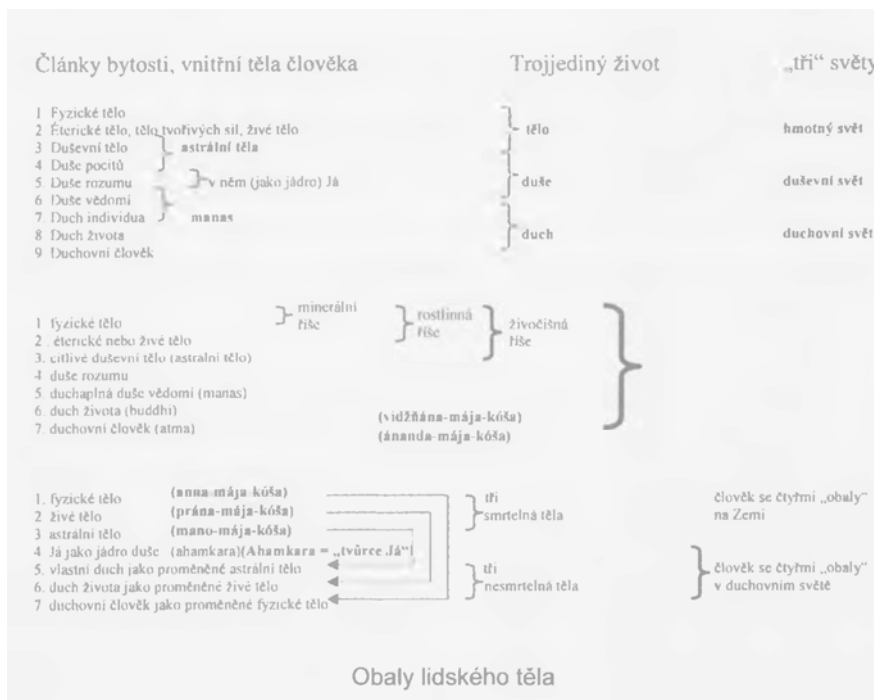 Články bytosti, vnitřní těla člověka Trojjediný život „tři“ světy
1 Fyzické tělo
2 Éterické tělo, tělo tvořivých sil, živé tělo tělo hmotný svět
3 Duševní tělo astrální těla
4 Duše pocitů
5. Duše rozumu v něm (jako jádro) Já duše duševní svět
6 Duše vědomí
7. Duch individua manas
8 Duch života duch duchovní svět
9 Duchovní člověk
minerální říše
rostlinná říše
živočišná říše
1 fyzické tělo
2 . éterické nebo živé tělo
3. citlivé duševní tělo (astralní tělo)
4 duše rozumu
5. duchaplná duše vědomí (manas)
6. duch života (buddhi) (vidžňána-mája-kóša)
7. duchovní člověk (atma) (ánanda-mája-kóša)
1. fyzické tělo (anna-mája-kóša) tři člověk se čtyřmi „obaly“
2 živé tělo (prána-mája-kóša) smrtelná těla na Zemi
3 astrální tělo (mano-mája-kóša)
4 Já jako jádro duše (ahamkara)(Ahamkara = „tvůrce Já“)
5. vlastní duch jako proměněné astrální tělo tři člověk se čtyřmi „obaly“
6. duch života jako proměněné živé tělo nesmrtelná těla v duchovním světě
7 duchovní člověk jako proměněné fyzické tělo
Obaly lidského těla